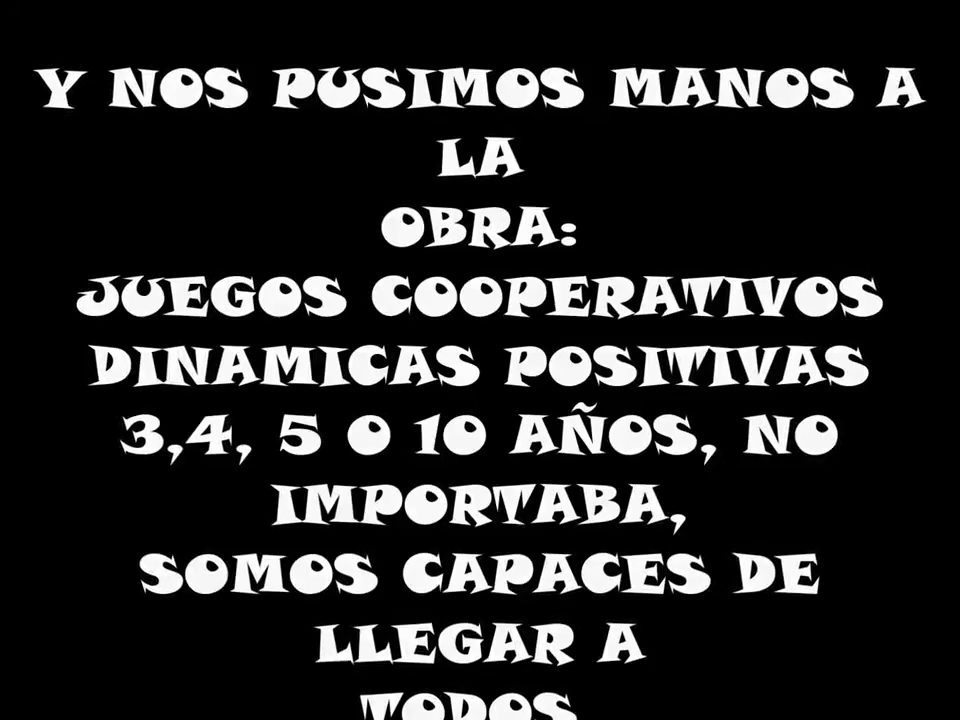 Y NOS PUSIMOS MANOS A
LA
OBRA:
JUEGOS COOPERATIVOS
DINAMICAS POSITIVAS
3,4, 5 O 10 AÑOS, NO
IMPORTABA,
SOMOS CAPACES DE
LLEGAR A
TODOS